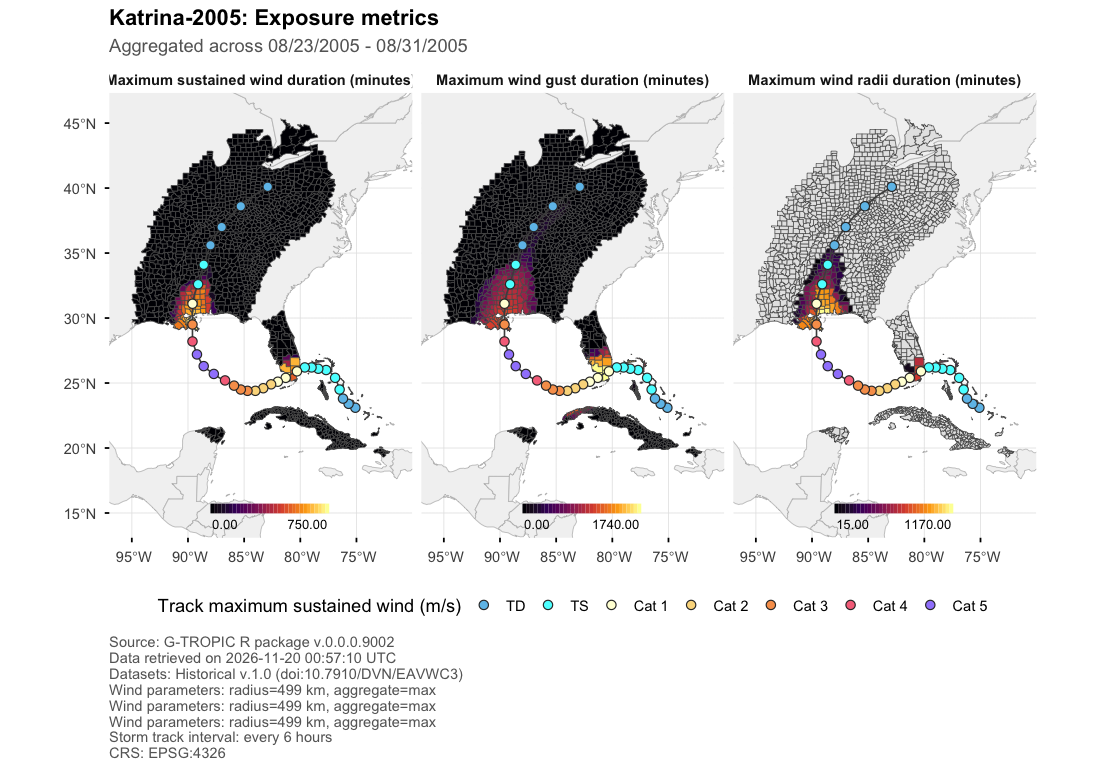 Katrina-2005: Exposure metrics
Aggregated across 08/23/2005 - 08/31/2005
Maximum sustained wind duration (minutes)
Maximum wind gust duration (minutes)
Maximum wind radii duration (minutes)
45°N
40°N
35°N
30°N
25°N
20°N
15°N
0.00 750.00
0.00 1740.00
15.00 1170.00
95°W 90°W 85°W 80°W 75°W
95°W 90°W 85°W 80°W 75°W
95°W 90°W 85°W 80°W 75°W
Track maximum sustained wind (m/s) TD TS Cat 1 Cat 2 Cat 3 Cat 4 Cat 5
Source: G-TROPIC R package v.0.0.0.9002
Data retrieved on 2026-11-20 00:57:10 UTC
Datasets: Historical v.1.0 (doi:10.7910/DVN/EAVWC3)
Wind parameters: radius=499 km, aggregate=max
Wind parameters: radius=499 km, aggregate=max
Wind parameters: radius=499 km, aggregate=max
Storm track interval: every 6 hours
CRS: EPSG:4326